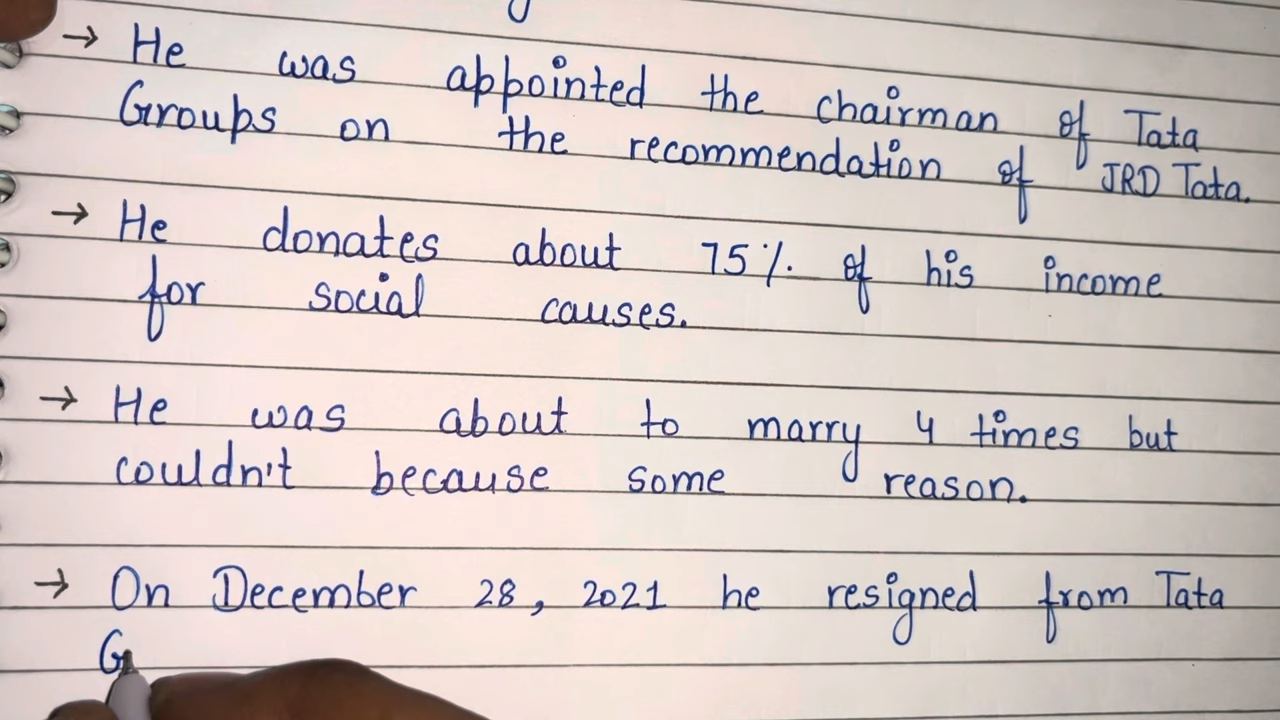 → He was appointed the chairman of Tata
Groups on the recommendation of JRD Tata.
→ He donates about 75% of his income
for social causes.
→ He was about to marry 4 times but
couldn't because some reason.
→ On December 28, 2021 he resigned from Tata
G